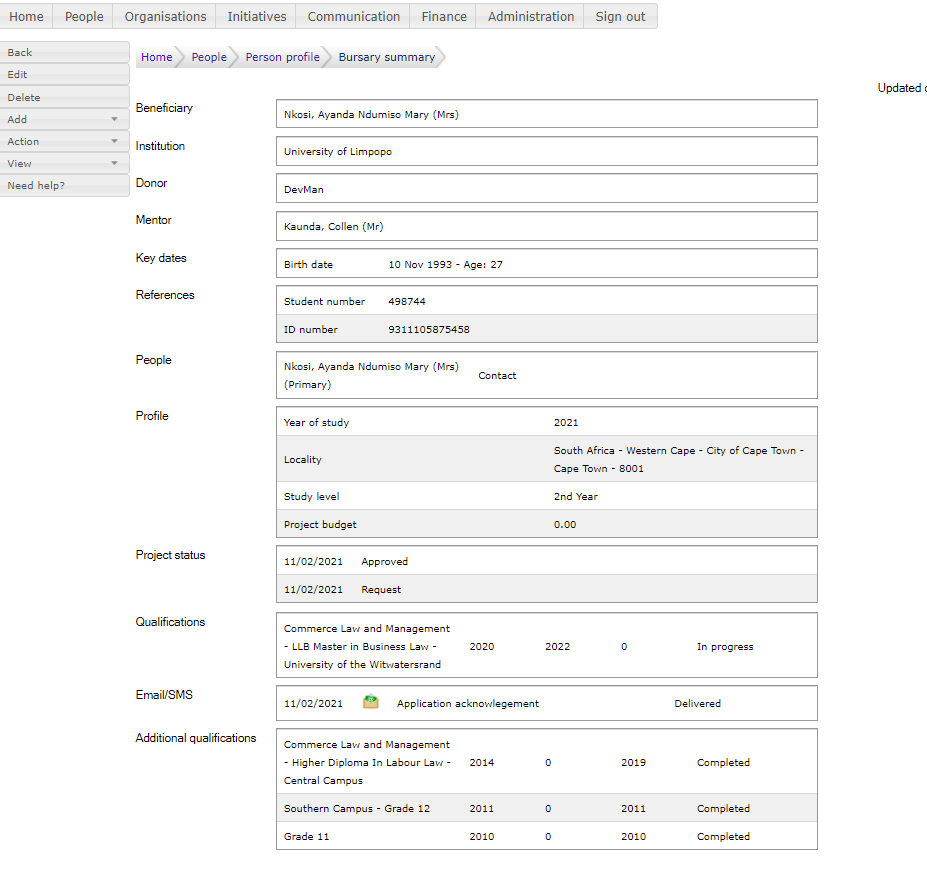 Home People Organisations Initiatives Communication Finance Administration Sign out
Back
Edit
Delete
Add
Action
View
Need help?
Home People Person profile Bursary summary
Updated
Beneficiary Nkosi, Ayanda Ndumiso Mary (Mrs)
Institution University of Limpopo
Donor DevMan
Mentor Kaunda, Collen (Mr)
Key dates Birth date 10 Nov 1993 - Age: 27
References Student number 498744
ID number 9311105875458
People Nkosi, Ayanda Ndumiso Mary (Mrs)
(Primary) Contact
Profile Year of study 2021
Locality South Africa - Western Cape - City of Cape Town -
Cape Town - 8001
Study level 2nd Year
Project budget 0.00
Project status 11/02/2021 Approved
11/02/2021 Request
Qualifications Commerce Law and Management
- LLB Master in Business Law - 2020 2022 0 In progress
University of the Witwatersrand
Email/SMS 11/02/2021 Application acknowlegement Delivered
Additional qualifications Commerce Law and Management
- Higher Diploma In Labour Law - 2014 0 2019 Completed
Central Campus
Southern Campus - Grade 12 2011 0 2011 Completed
Grade 11 2010 0 2010 Completed